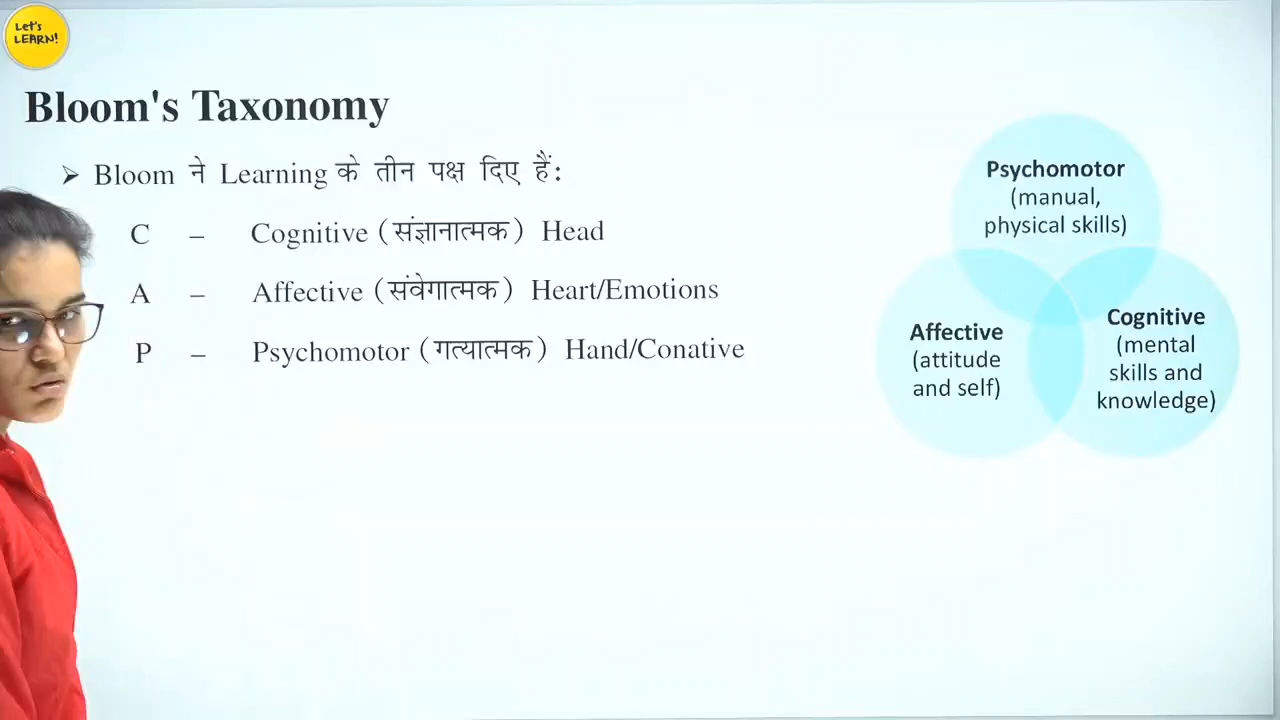 Let's
LEARN!
Bloom's Taxonomy
➤ Bloom ने Learning के तीन पक्ष दिए हैं:
C – Cognitive (संज्ञानात्मक) Head
A – Affective (संवेगात्मक) Heart/Emotions
P – Psychomotor (गत्यात्मक) Hand/Conative
Psychomotor
(manual,
physical skills)
Affective
(attitude
and self)
Cognitive
(mental
skills and
knowledge)